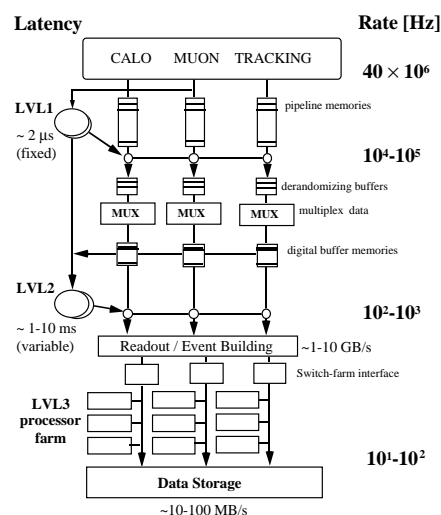 Latency
Rate [Hz]
CALO MUON TRACKING
40 × 10⁶
LVL1
pipeline memories
~ 2 μs
(fixed)
10⁴-10⁵
derandomizing buffers
MUX MUX MUX
multiplex data
digital buffer memories
LVL2
10²-10³
~ 1-10 ms
(variable)
Readout / Event Building
~1-10 GB/s
Switch-farm interface
LVL3
processor
farm
10¹-10²
Data Storage
~10-100 MB/s